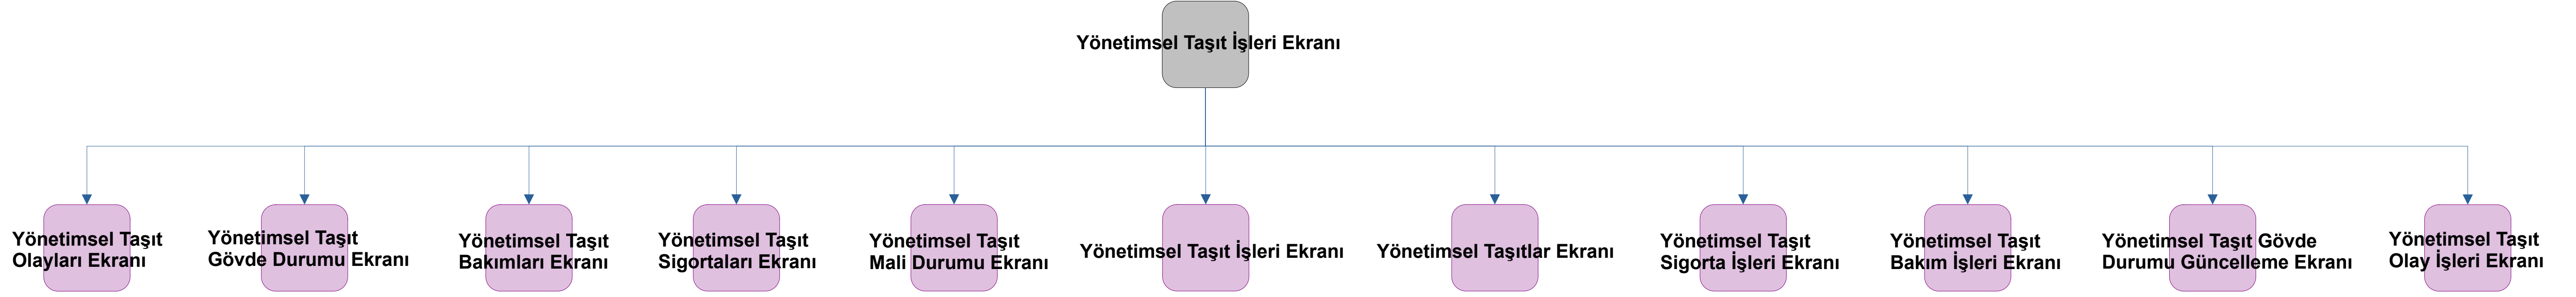 Yönetimsel Taşıt İşleri Ekranı
Yönetimsel Taşıt
Olayları Ekranı
Yönetimsel Taşıt
Gövde Durumu Ekranı
Yönetimsel Taşıt
Bakımları Ekranı
Yönetimsel Taşıt
Sigortaları Ekranı
Yönetimsel Taşıt
Mali Durumu Ekranı
Yönetimsel Taşıt İşleri Ekranı
Yönetimsel Taşıtlar Ekranı
Yönetimsel Taşıt
Sigorta İşleri Ekranı
Yönetimsel Taşıt
Bakım İşleri Ekranı
Yönetimsel Taşıt Gövde
Durumu Güncelleme Ekranı
Yönetimsel Taşıt
Olay İşleri Ekranı